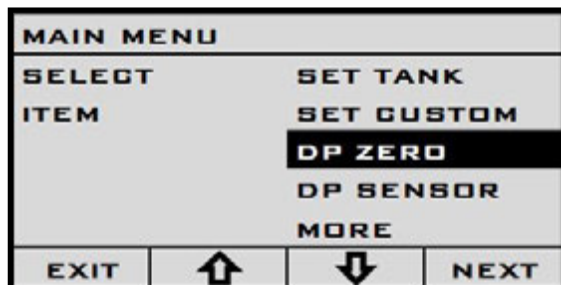 MAIN MENU
SELECT SET TANK
ITEM SET CUSTOM
DP ZERO
DP SENSOR
MORE
EXIT NEXT